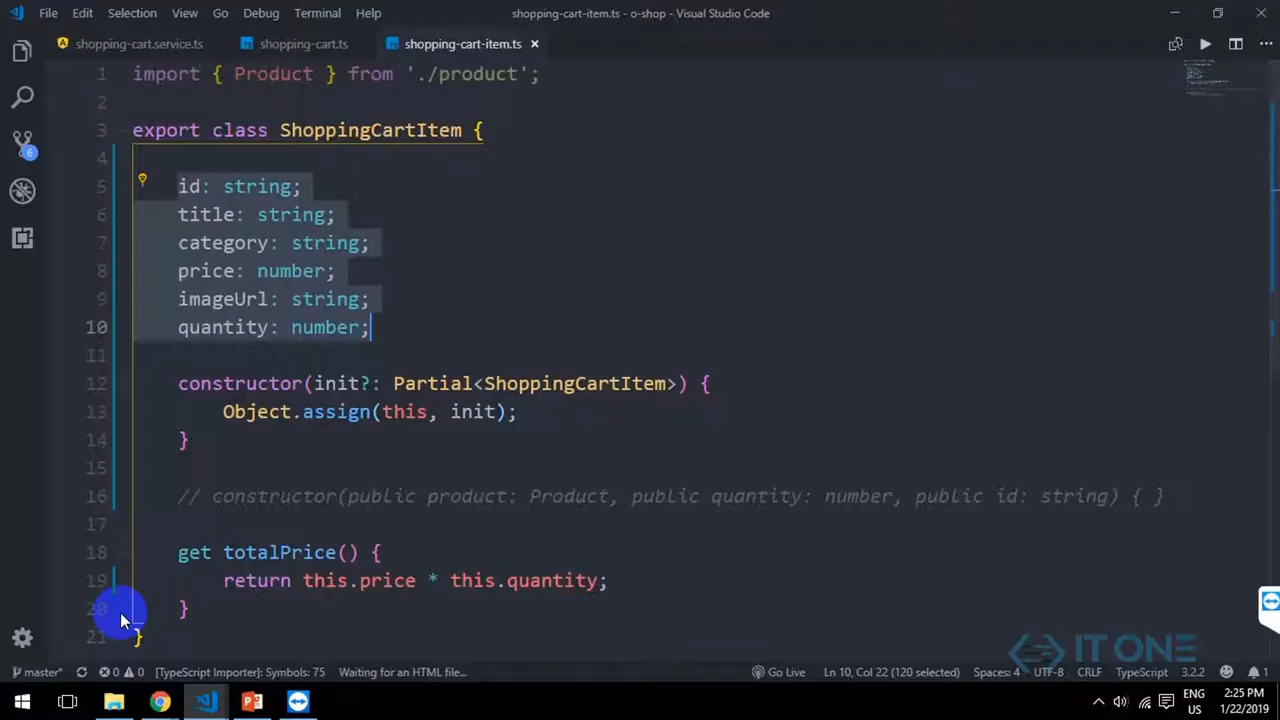 File Edit Selection View Go Debug Terminal Help shopping-cart-item.ts - o-shop - Visual Studio Code
shopping-cart.service.ts shopping-cart.ts shopping-cart-item.ts
1 import { Product } from './product';
2
3 export class ShoppingCartItem {
4
5 id: string;
6 title: string;
7 category: string;
8 price: number;
9 imageUrl: string;
10 quantity: number;
11
12 constructor(init?: Partial<ShoppingCartItem>) {
13 Object.assign(this, init);
14 }
15
16 // constructor(public product: Product, public quantity: number, public id: string) { }
17
18 get totalPrice() {
19 return this.price * this.quantity;
20 }
21 }
6
IT ONE
master* 0 0 [TypeScript Importer]: Symbols: 75 Waiting for an HTML file... Go Live Ln 10, Col 22 (120 selected) Spaces: 4 UTF-8 CRLF TypeScript 3.2.2 1
ENG 2:25 PM
US 1/22/2019